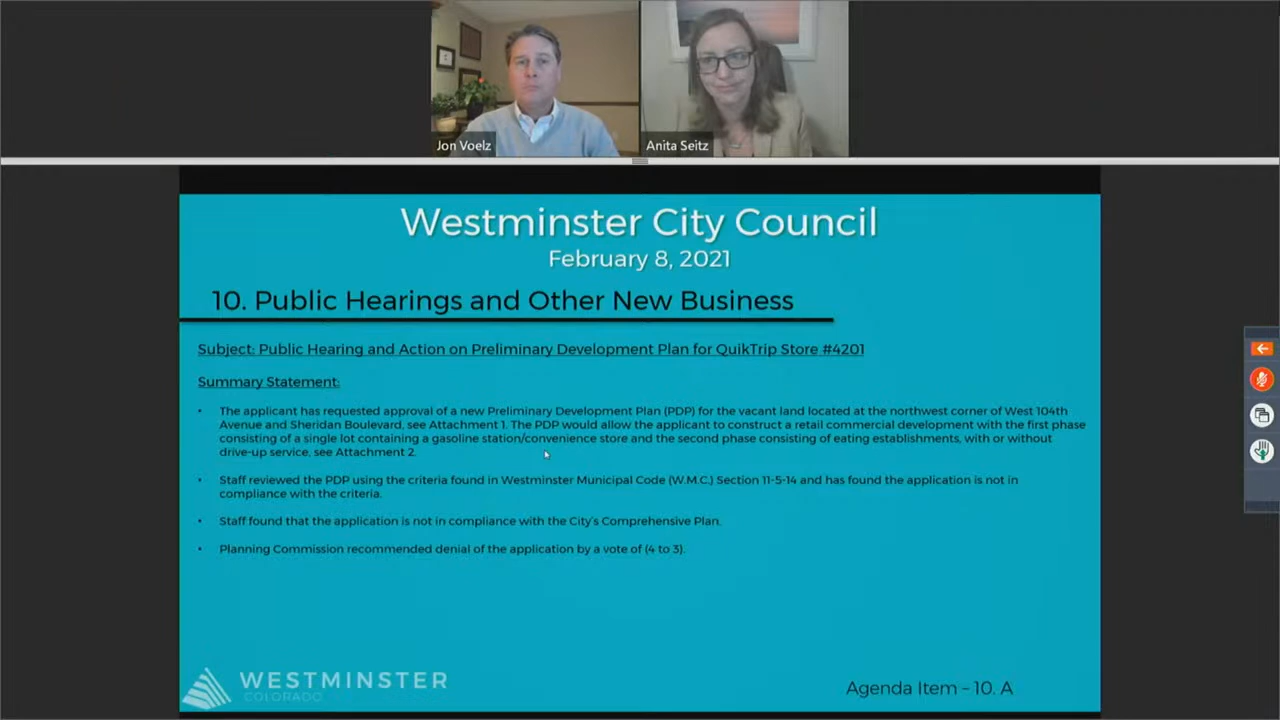 Jon Voelz
Anita Seitz
Westminster City Council
February 8, 2021
10. Public Hearings and Other New Business
Subject: Public Hearing and Action on Preliminary Development Plan for QuikTrip Store #4201
Summary Statement:
• The applicant has requested approval of a new Preliminary Development Plan (PDP) for the vacant land located at the northwest corner of West 104th
Avenue and Sheridan Boulevard, see Attachment 1. The PDP would allow the applicant to construct a retail commercial development with the first phase
consisting of a single lot containing a gasoline station/convenience store and the second phase consisting of eating establishments, with or without
drive-up service, see Attachment 2.
• Staff reviewed the PDP using the criteria found in Westminster Municipal Code (W.M.C.) Section 11-5-14 and has found the application is not in
compliance with the criteria.
• Staff found that the application is not in compliance with the City's Comprehensive Plan.
• Planning Commission recommended denial of the application by a vote of (4 to 3).
WESTMINSTER
COLORADO
Agenda Item – 10. A